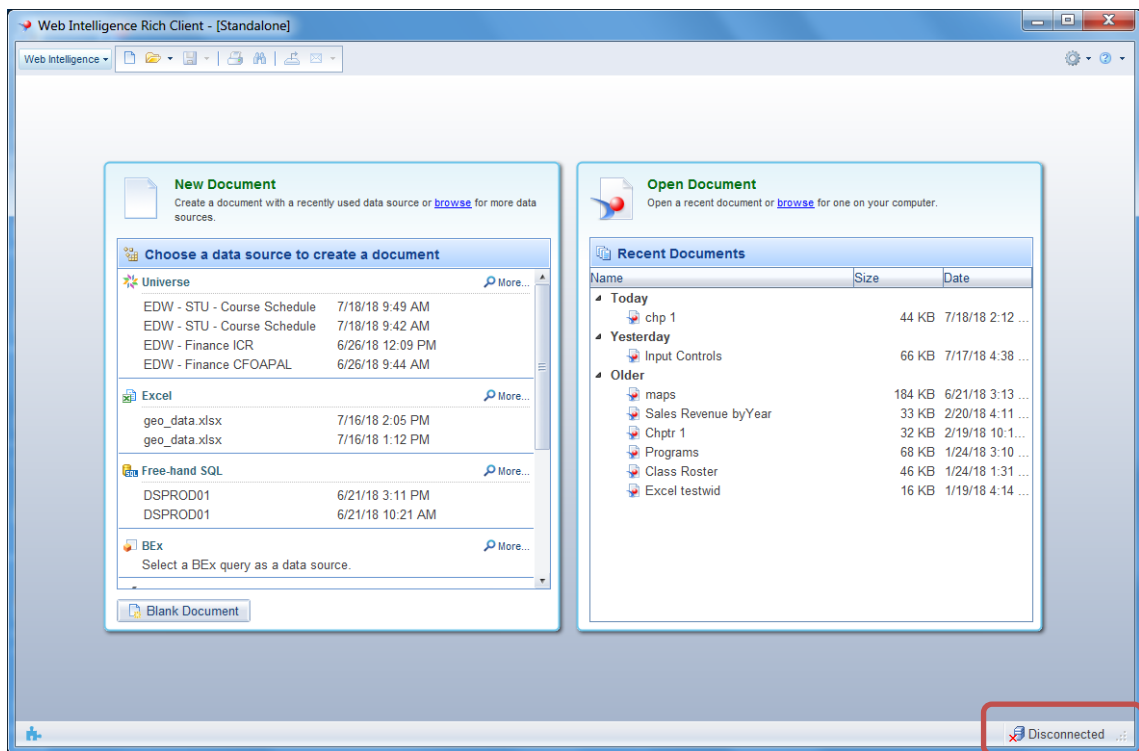 Web Intelligence Rich Client - [Standalone]
Web Intelligence
New Document
Create a document with a recently used data source or browse for more data
sources.
Choose a data source to create a document
Universe More...
EDW - STU - Course Schedule 7/18/18 9:49 AM
EDW - STU - Course Schedule 7/18/18 9:42 AM
EDW - Finance ICR 6/26/18 12:09 PM
EDW - Finance CFOAPAL 6/26/18 9:44 AM
Excel More...
geo_data.xlsx 7/16/18 2:05 PM
geo_data.xlsx 7/16/18 1:12 PM
Free-hand SQL More...
DSPROD01 6/21/18 3:11 PM
DSPROD01 6/21/18 10:21 AM
BEx More...
Select a BEx query as a data source.
Blank Document
Open Document
Open a recent document or browse for one on your computer.
Recent Documents
Name Size Date
Today
chp 1 44 KB 7/18/18 2:12 ...
Yesterday
Input Controls 66 KB 7/17/18 4:38 ...
Older
maps 184 KB 6/21/18 3:13 ...
Sales Revenue byYear 33 KB 2/20/18 4:11 ...
Chptr 1 32 KB 2/19/18 10:1...
Programs 68 KB 1/24/18 3:10 ...
Class Roster 46 KB 1/24/18 1:31 ...
Excel testwid 16 KB 1/19/18 4:14 ...
Disconnected